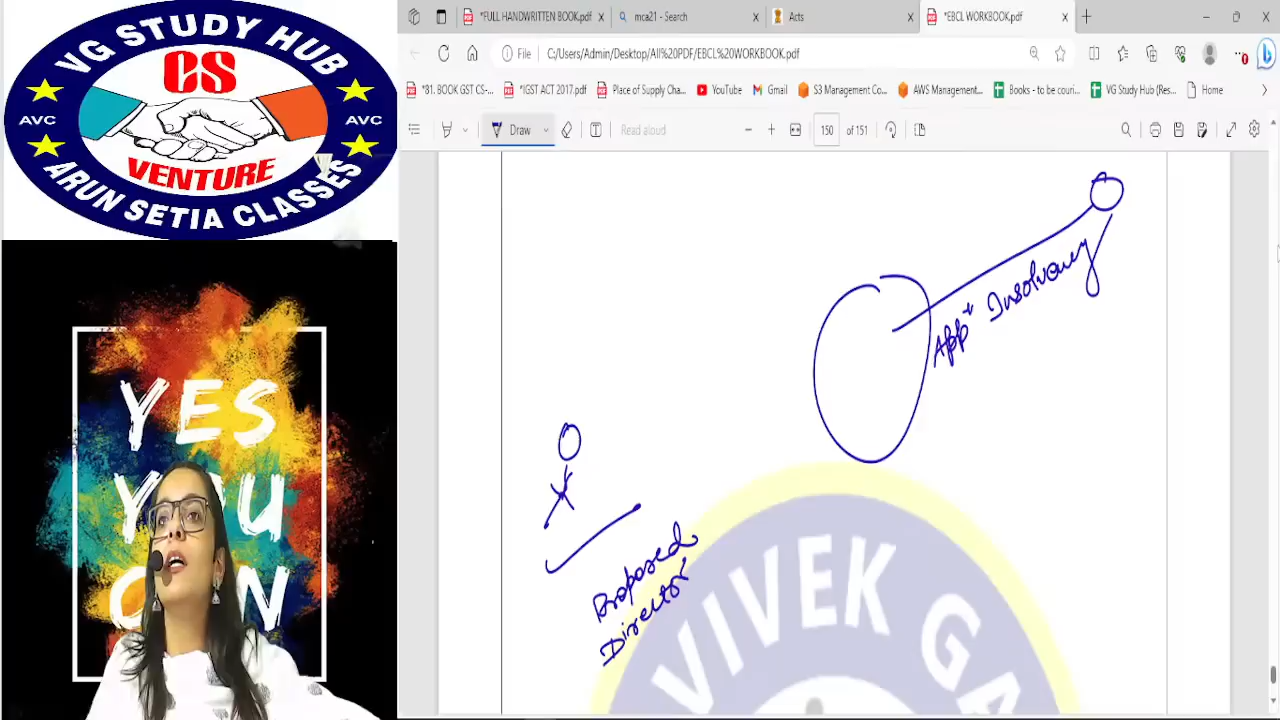 VG STUDY HUB
CS
AVC
AVC
VENTURE
ARUN SETIA CLASSES
YES
YOU
CAN
*FULL HANDWRITTEN BOOK.pdf
mca21 - Search
Acts
*EBCL WORKBOOK.pdf
File
C:/Users/Admin/Desktop/All%20PDF/EBCL%20WORKBOOK.pdf
*81. BOOK GST CS-...
*IGST ACT 2017.pdf
Place of Supply Cha...
YouTube
Gmail
S3 Management Co...
AWS Management...
Books - to be couri...
VG Study Hub (Res...
Home
Draw
Read aloud
150
of 151
Insolvency
Proposed
Director
VIVEK GA